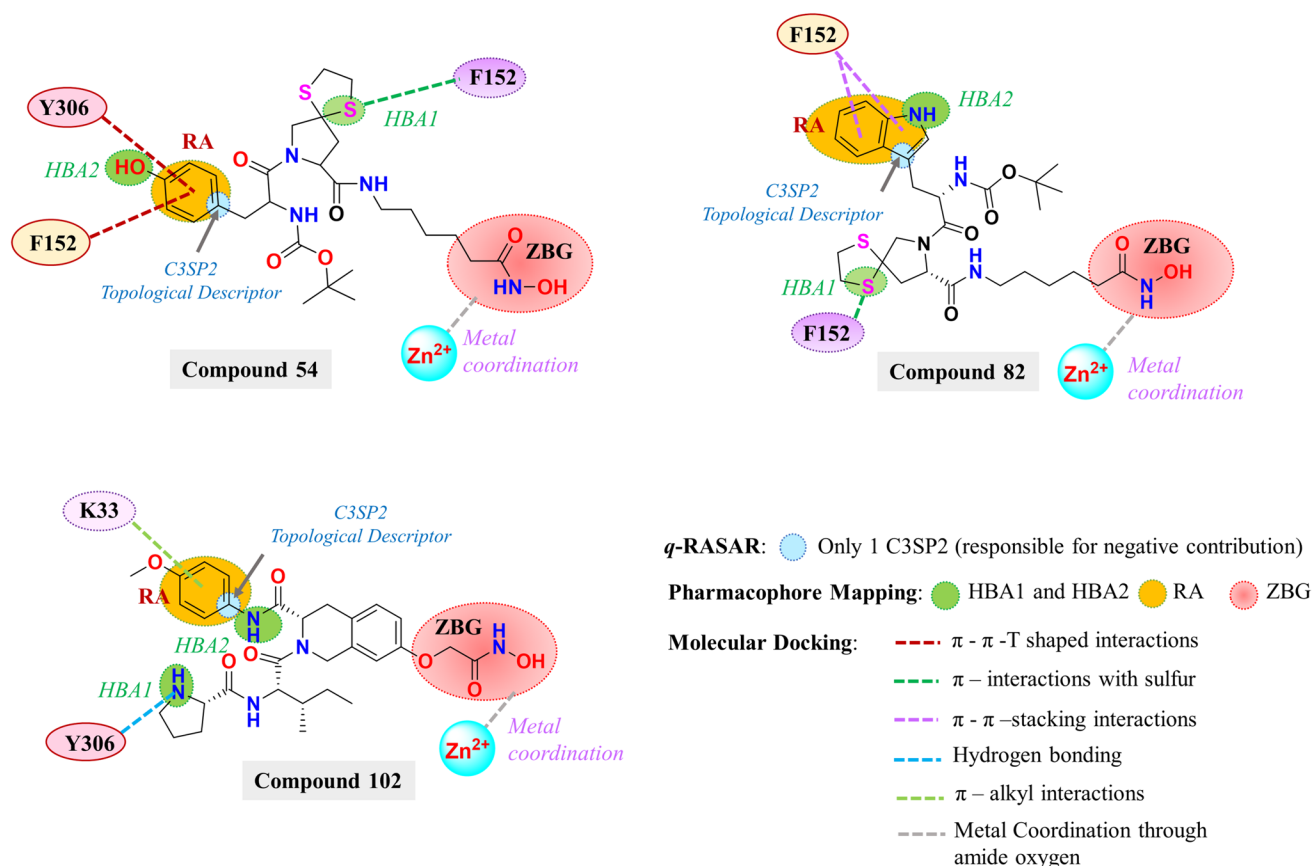 F152
S
S
HBA1
Y306
RA
HBA2
HO
O
N
O
O
NH
NH
F152
C3SP2
Topological Descriptor
O
O
O
ZBG
HN
OH
Zn2+
Metal
coordination
Compound 54
F152
HBA2
NH
RA
C3SP2
Topological Descriptor
H
N
O
O
O
S
N
O
ZBG
HBA1
S
H
N
O
OH
N
H
F152
O
Zn2+
Metal
coordination
Compound 82
K33
C3SP2
Topological Descriptor
O
RA
O
N
H
HBA2
ZBG
O
N
O
H
N
OH
HBA1
H
N
O
N
H
O
Y306
Zn2+
Metal
coordination
Compound 102
q-RASAR: Only 1 C3SP2 (responsible for negative contribution)
Pharmacophore Mapping: HBA1 and HBA2 RA ZBG
Molecular Docking:
π - π -T shaped interactions
π – interactions with sulfur
π - π –stacking interactions
Hydrogen bonding
π – alkyl interactions
Metal Coordination through
amide oxygen